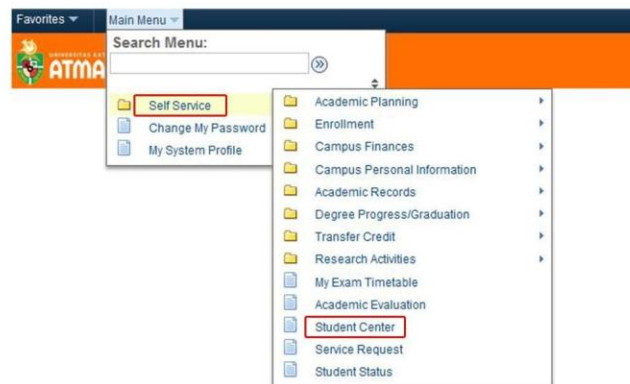 Favorites Main Menu
Search Menu:
ATMA
Self Service
Change My Password
My System Profile
Academic Planning
Enrollment
Campus Finances
Campus Personal Information
Academic Records
Degree Progress/Graduation
Transfer Credit
Research Activities
My Exam Timetable
Academic Evaluation
Student Center
Service Request
Student Status